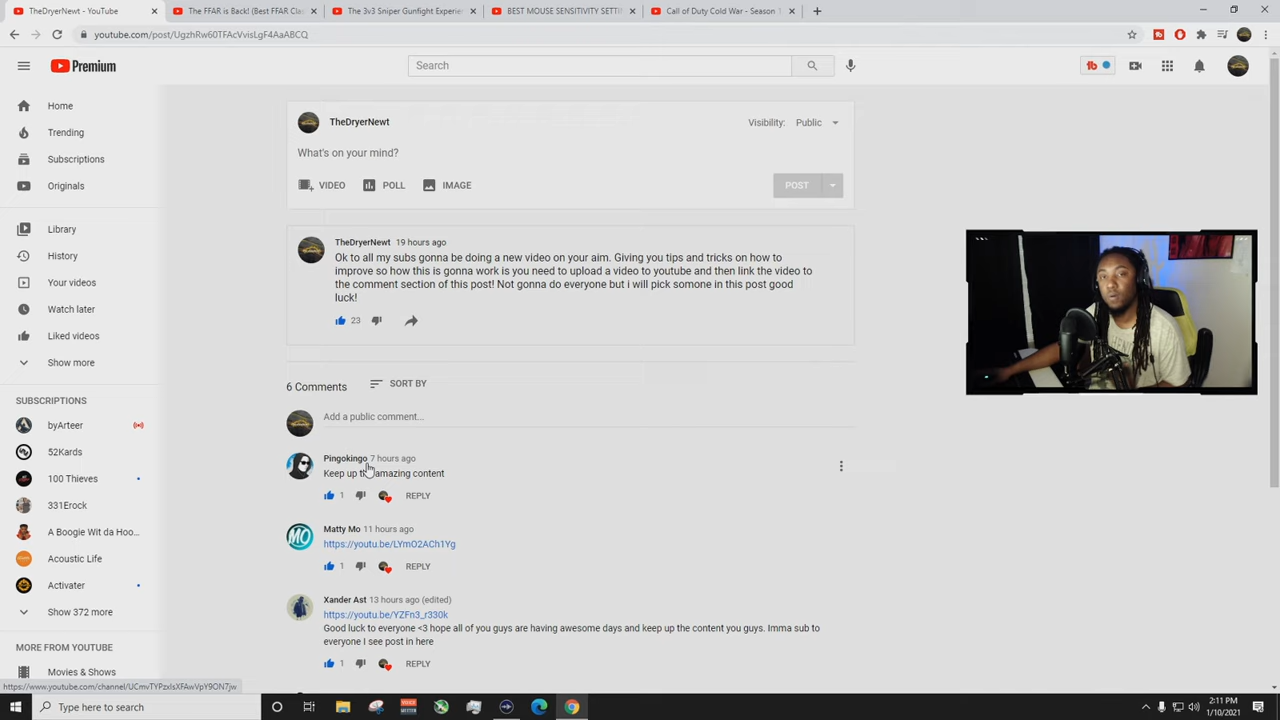 TheDryerNewt - YouTube
The FFAR is Back! (Best FFAR Clas
The 3v3 Sniper Gunfight Experien
BEST MOUSE SENSITIVITY SETTI
Call of Duty Cold War - Season 1
youtube.com/post/UgzhRw60TFAcVvisLgF4AaABCQ
Premium
Search
Home
Trending
Subscriptions
Originals
Library
History
Your videos
Watch later
Liked videos
Show more
SUBSCRIPTIONS
byArteer
52Kards
100 Thieves
331Erock
A Boogie Wit da Hoo...
Acoustic Life
Activater
Show 372 more
MORE FROM YOUTUBE
Movies & Shows
TheDryerNewt
Visibility: Public
What's on your mind?
VIDEO POLL IMAGE
POST
TheDryerNewt 19 hours ago
Ok to all my subs gonna be doing a new video on your aim. Giving you tips and tricks on how to
improve so how this is gonna work is you need to upload a video to youtube and then link the video to
the comment section of this post! Not gonna do everyone but i will pick somone in this post good
luck!
23
6 Comments SORT BY
Add a public comment...
Pingokingo 7 hours ago
Keep up amazing content
1 REPLY
Matty Mo 11 hours ago
https://youtu.be/LYmO2ACh1Yg
1 REPLY
Xander Ast 13 hours ago (edited)
https://youtu.be/YZFn3_r330k
Good luck to everyone <3 hope all of you guys are having awesome days and keep up the content you guys. Imma sub to
everyone I see post in here
1 REPLY
https://www.youtube.com/channel/UCmvTYPzxIsXFAwVpY9ON7jw
Type here to search
2:11 PM
1/10/2021